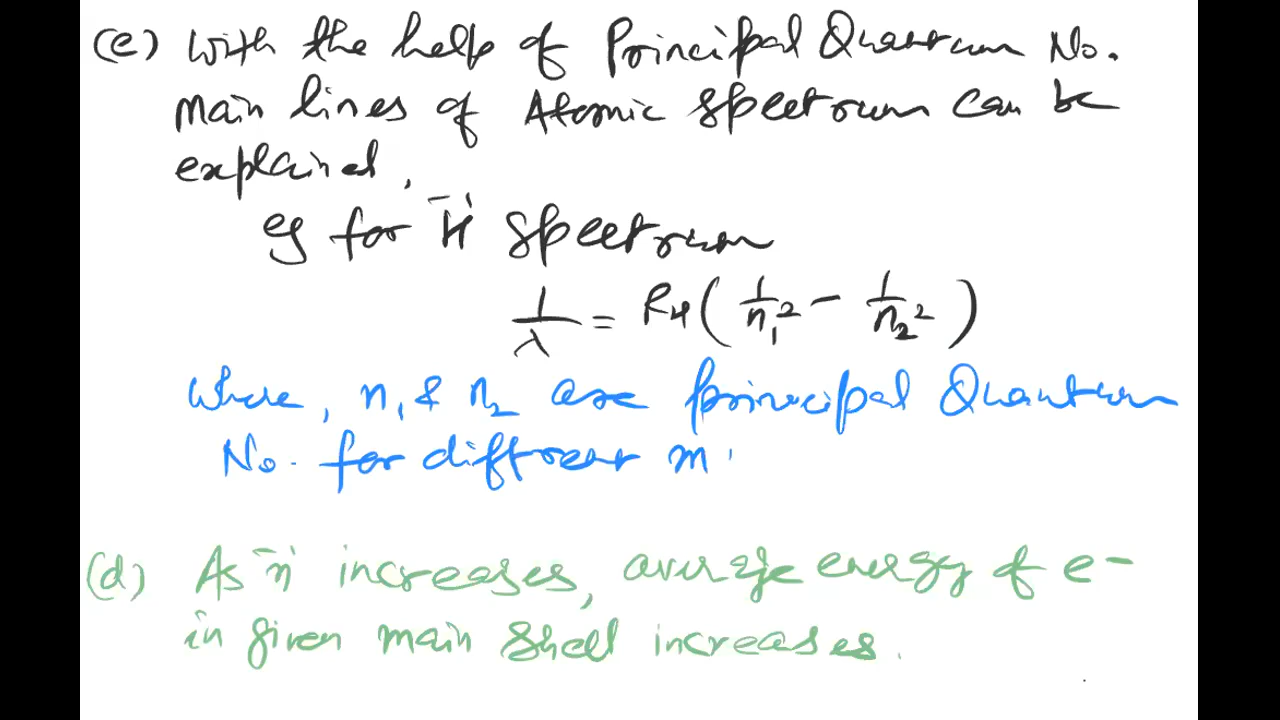 (e) with the help of Principal Quantum No.
main lines of Atomic spectrum can be
explained,
eg for 'H' spectrum
1/λ = RH ( 1/n₁² − 1/n₂² )
where, n₁ & n₂ are principal Quantum
No. for different m
(d) As 'n' increases, average energy of e-
in given main shell increases.